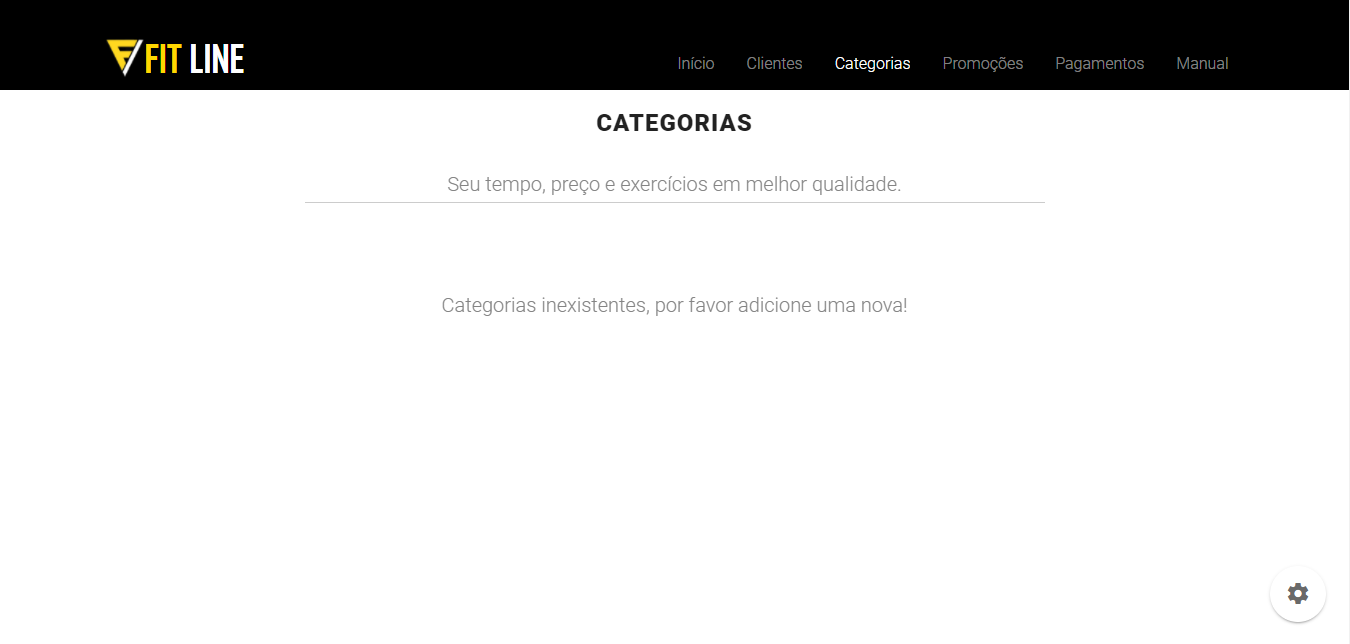 FIT LINE
Início Clientes Categorias Promoções Pagamentos Manual
CATEGORIAS
Seu tempo, preço e exercícios em melhor qualidade.
Categorias inexistentes, por favor adicione uma nova!